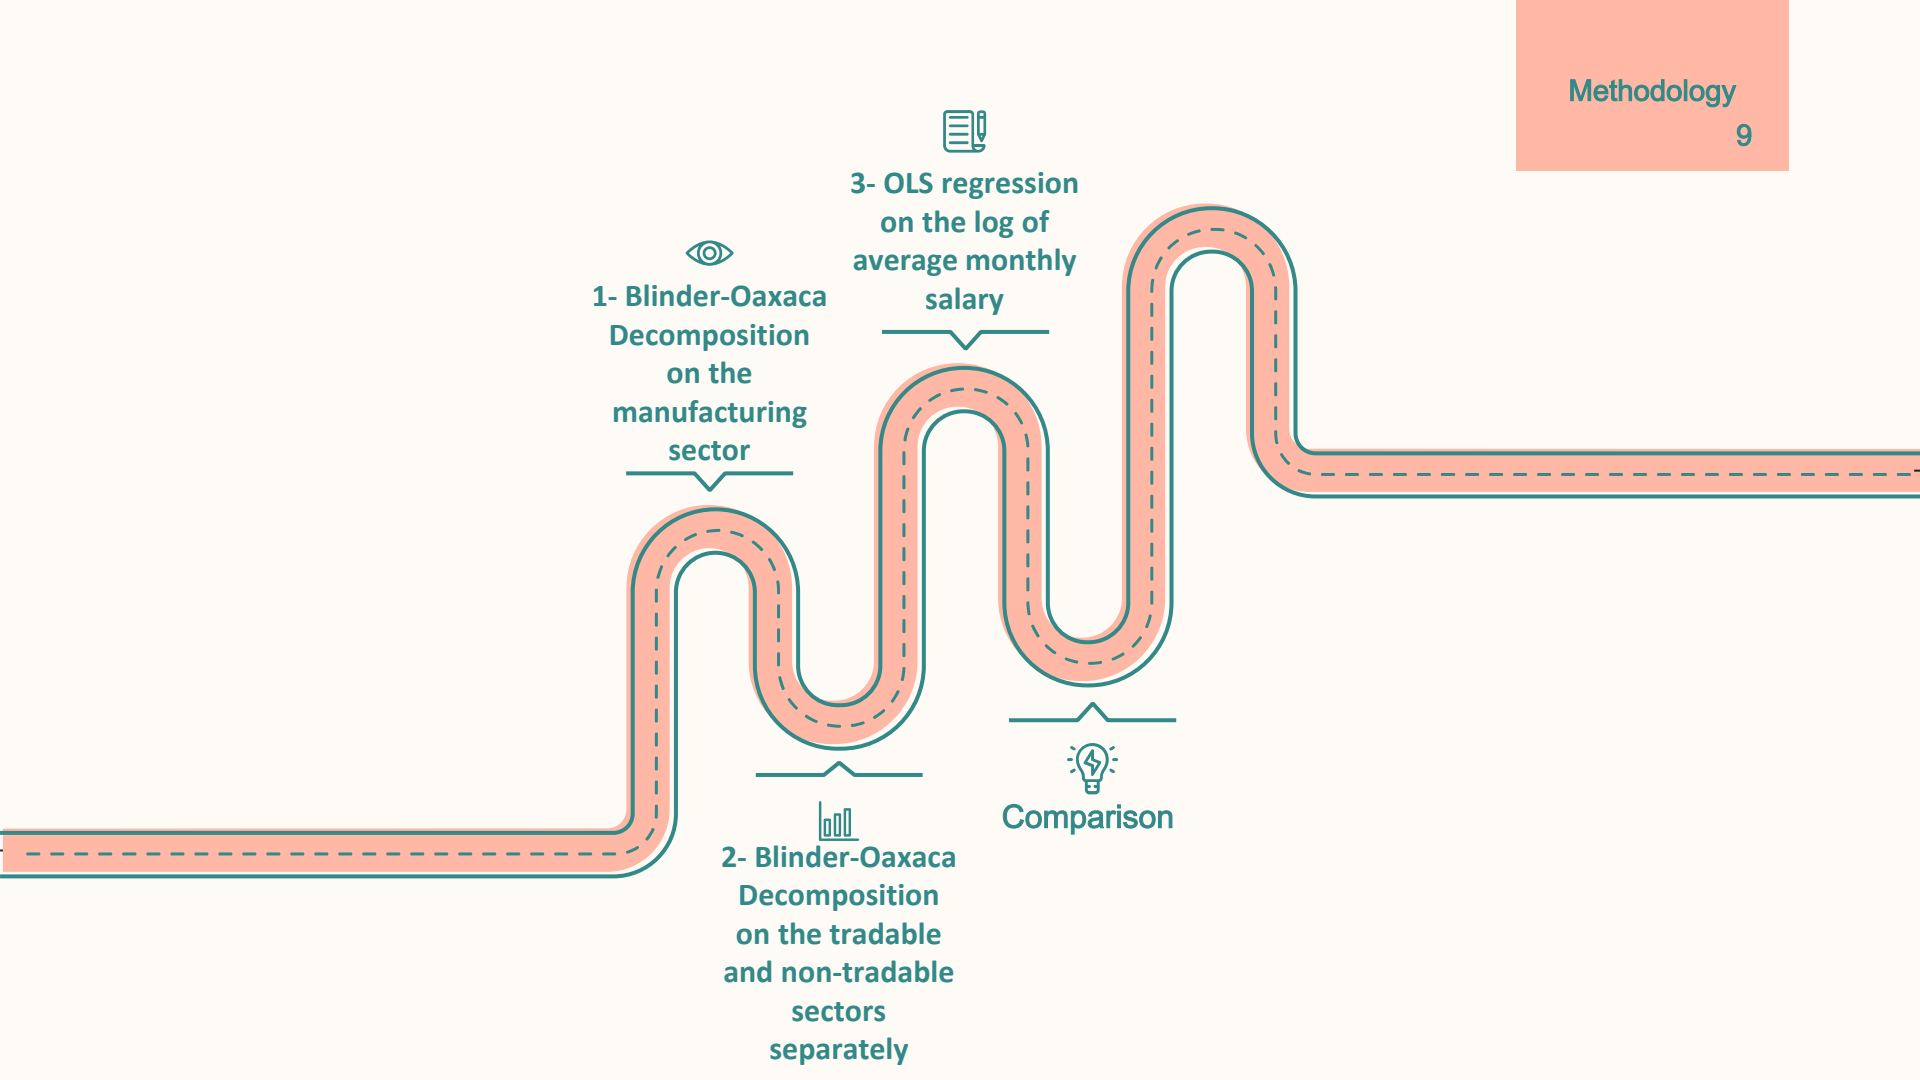 Methodology
9
1- Blinder-Oaxaca
Decomposition
on the
manufacturing
sector
2- Blinder-Oaxaca
Decomposition
on the tradable
and non-tradable
sectors
separately
3- OLS regression
on the log of
average monthly
salary
Comparison